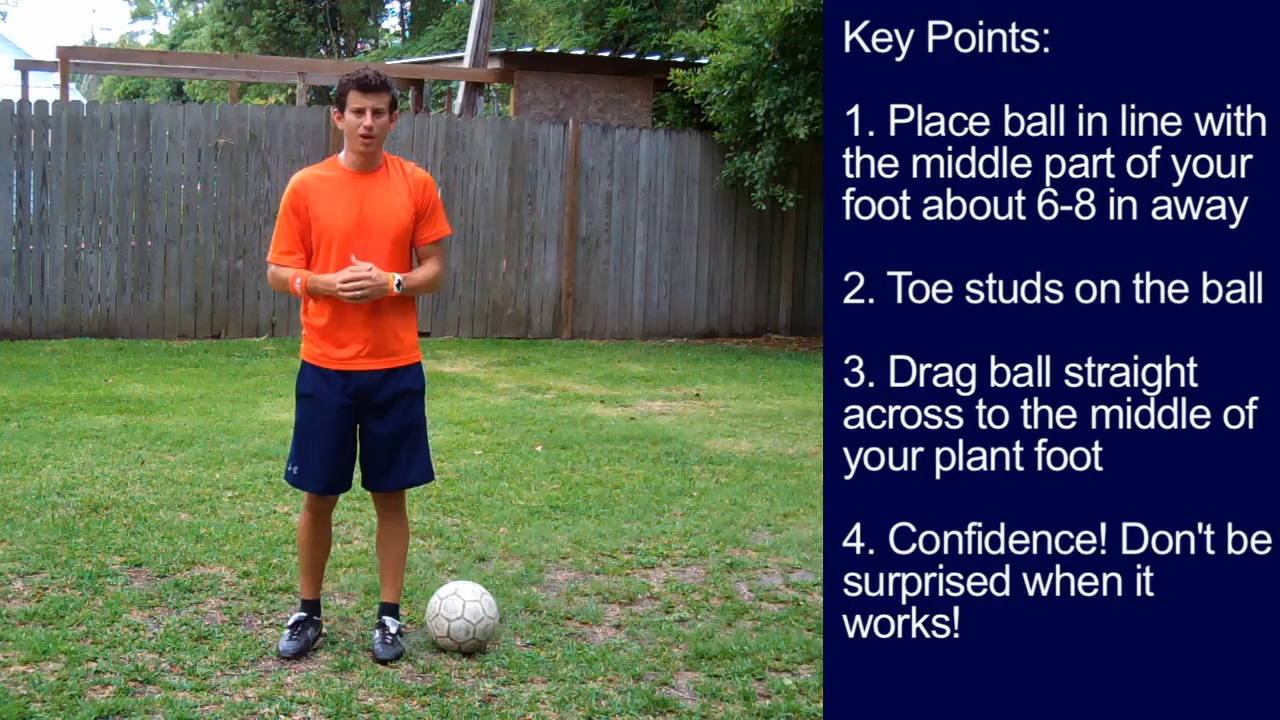 Key Points:
1. Place ball in line with
the middle part of your
foot about 6-8 in away
2. Toe studs on the ball
3. Drag ball straight
across to the middle of
your plant foot
4. Confidence! Don't be
surprised when it
works!